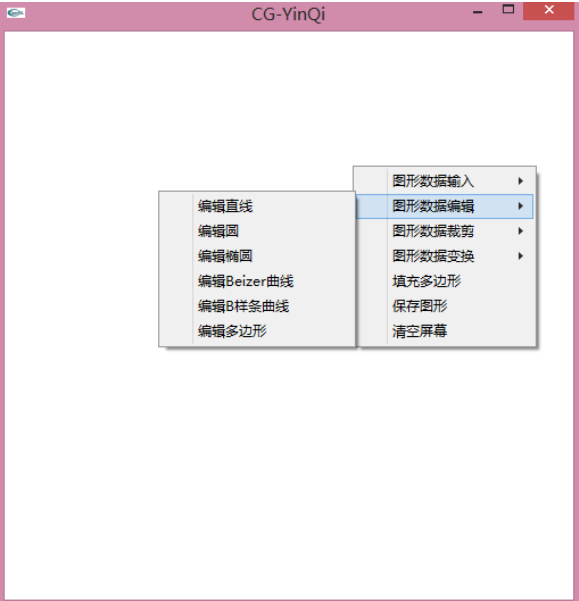 CG-YinQi
图形数据输入
图形数据编辑
图形数据裁剪
图形数据变换
填充多边形
保存图形
清空屏幕
编辑直线
编辑圆
编辑椭圆
编辑Beizer曲线
编辑B样条曲线
编辑多边形